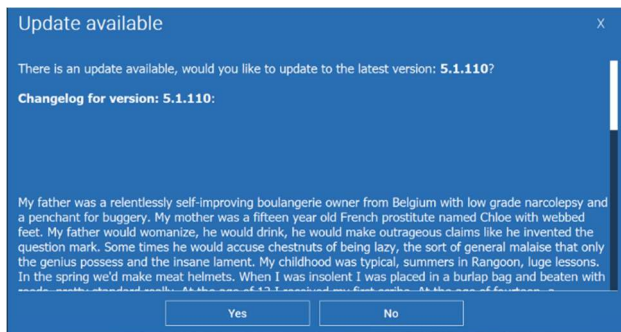 Update available
X
There is an update available, would you like to update to the latest version: 5.1.110?
Changelog for version: 5.1.110:
My father was a relentlessly self-improving boulangerie owner from Belgium with low grade narcolepsy and
a penchant for buggery. My mother was a fifteen year old French prostitute named Chloe with webbed
feet. My father would womanize, he would drink, he would make outrageous claims like he invented the
question mark. Some times he would accuse chestnuts of being lazy, the sort of general malaise that only
the genius possess and the insane lament. My childhood was typical, summers in Rangoon, luge lessons.
In the spring we'd make meat helmets. When I was insolent I was placed in a burlap bag and beaten with
Yes
No